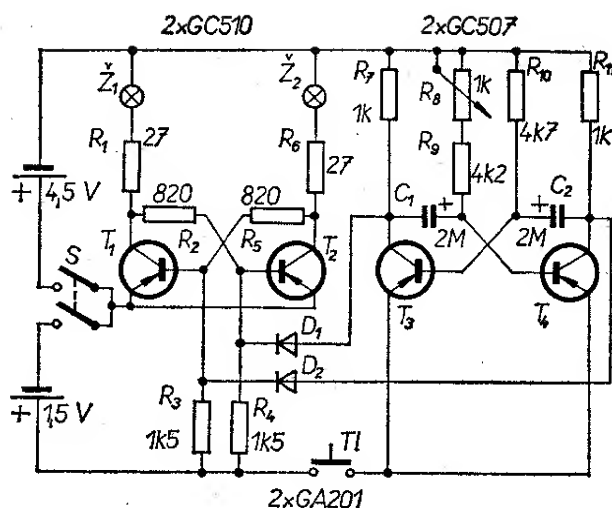 2xGC510
2xGC507
Ž1
Ž2
R7
1k
R8
1k
R10
R11
1k
R1
27
R6
27
R9
4k2
4k7
+
4,5 V
820
820
C1
+
2M
+
C2
2M
T1
R2
R5
T2
S
T3
T4
D1
D2
+
1,5 V
R3
1k5
R4
1k5
Tl
2xGA201